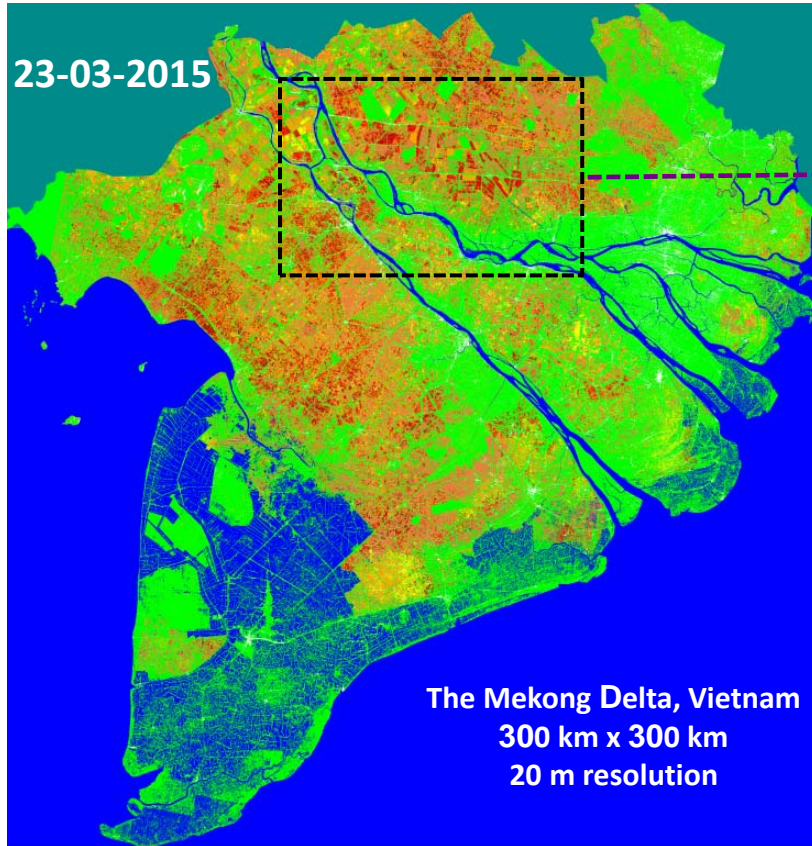 23-03-2015
The Mekong Delta, Vietnam
300 km x 300 km
20 m resolution